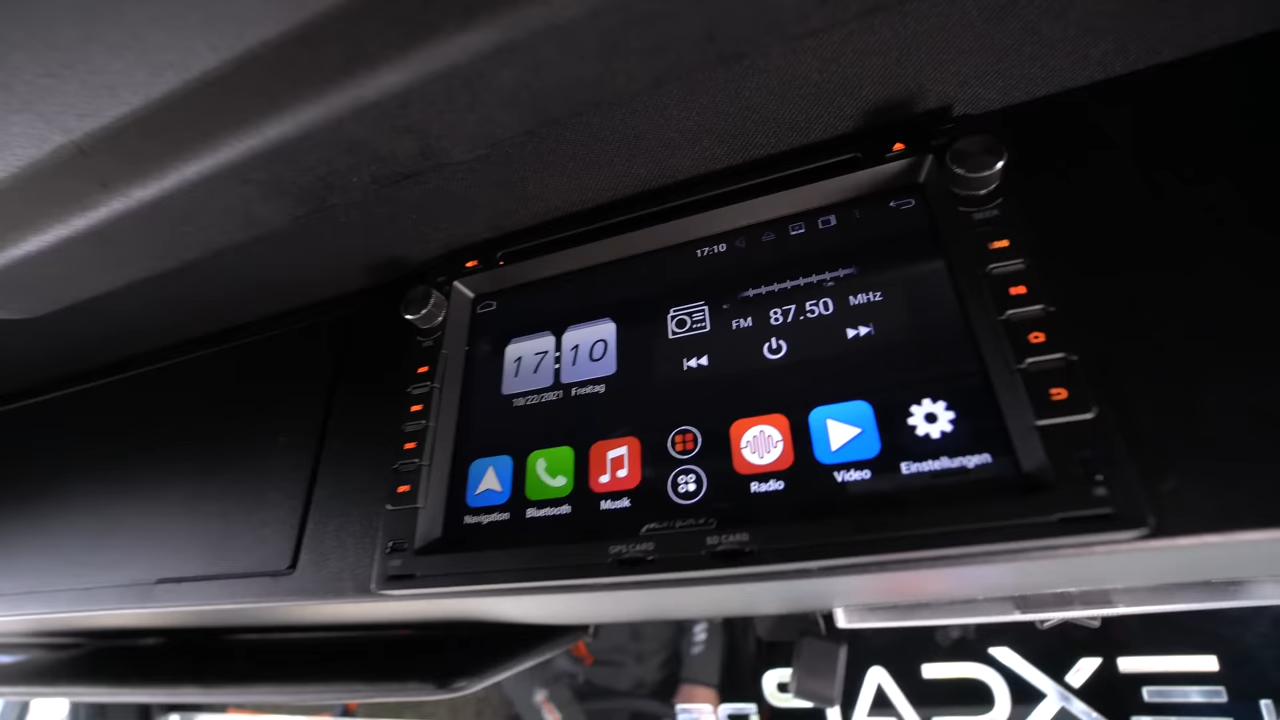 17:10
17:10
10/22/2021 Freitag
FM 87.50 MHz
Navigation
Bluetooth
Musik
Radio
Video
Einstellungen
GPS CARD
SD CARD
SEEK